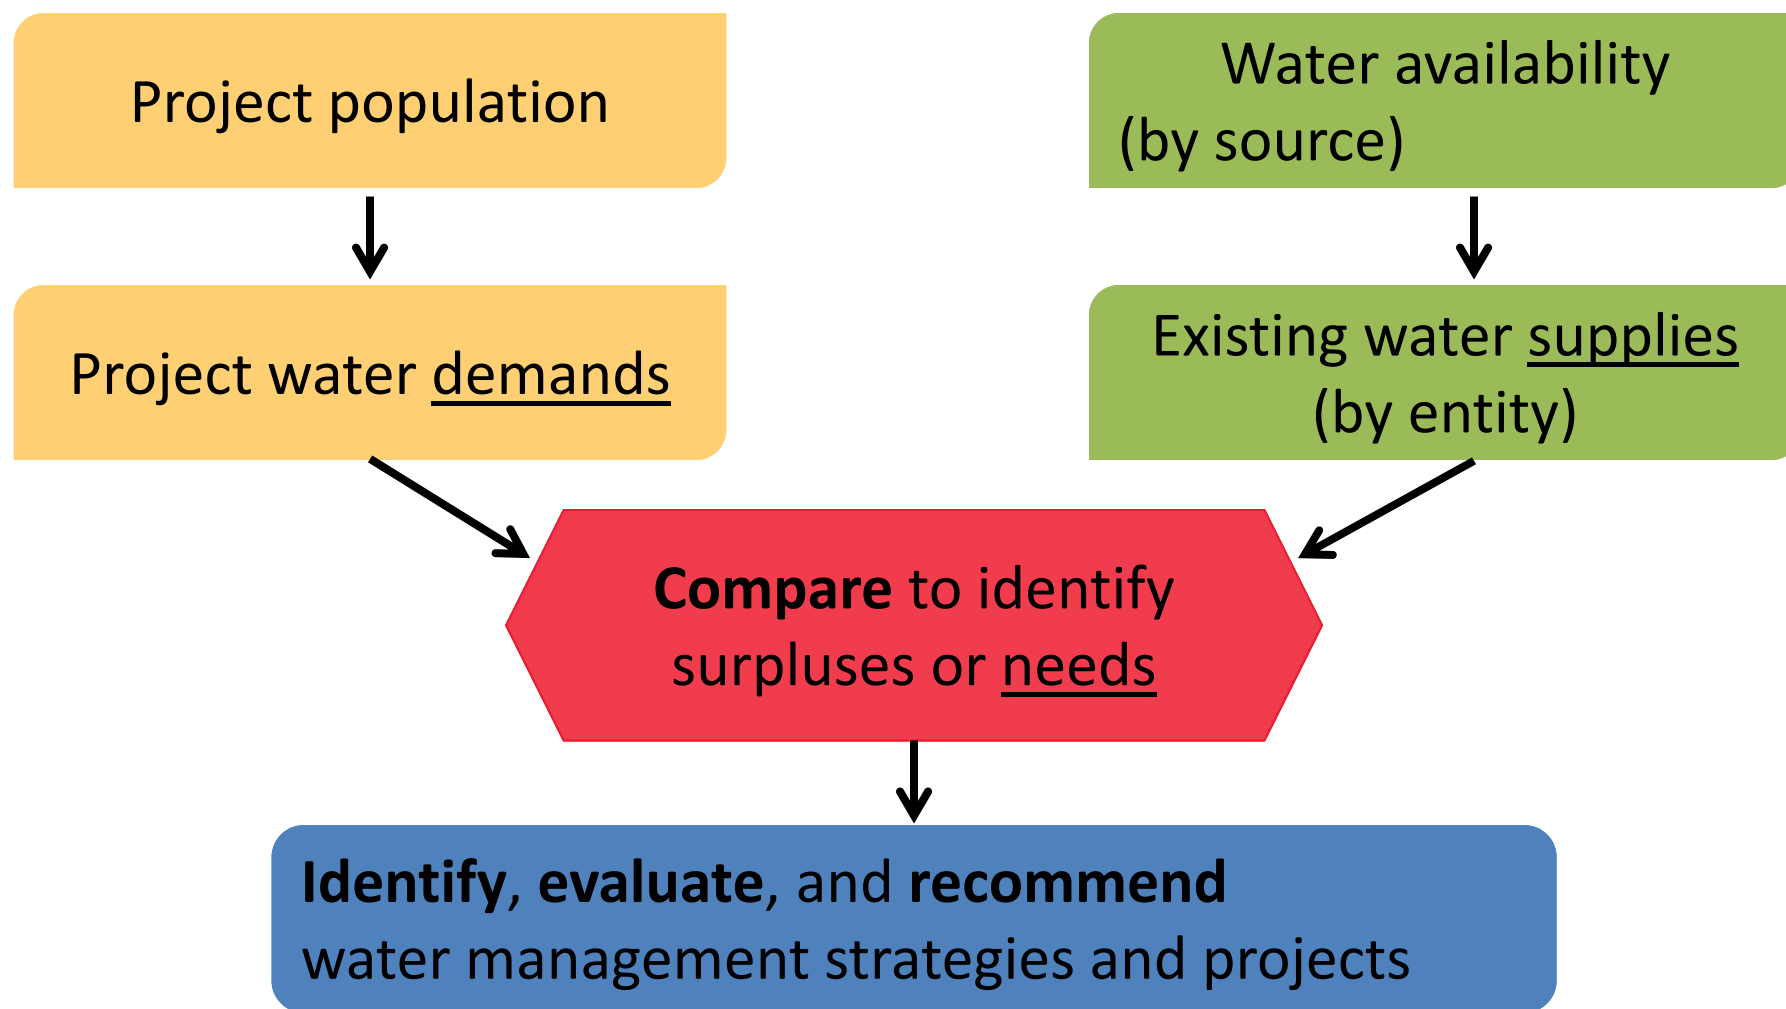 Project population
Water availability
(by source)
Project water demands
Existing water supplies
(by entity)
Compare to identify
surpluses or needs
Identify, evaluate, and recommend
water management strategies and projects